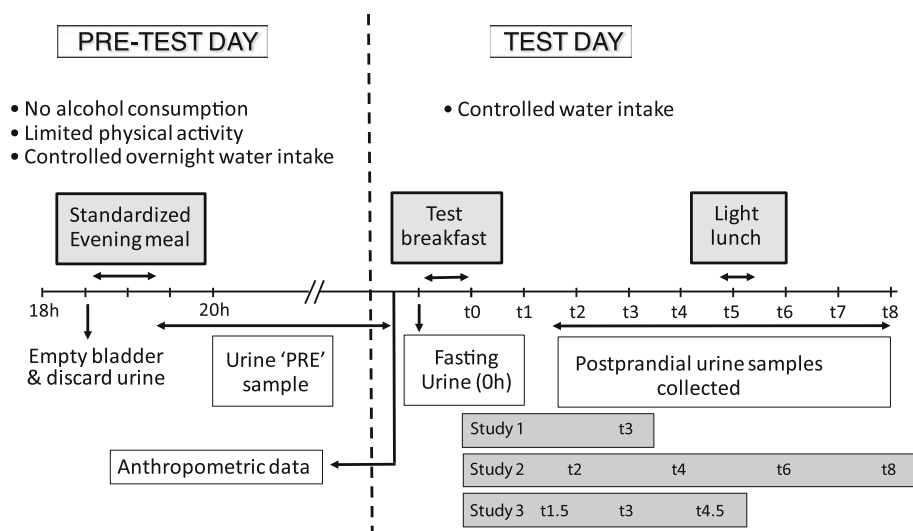 PRE-TEST DAY
TEST DAY
• No alcohol consumption
• Limited physical activity
• Controlled overnight water intake
• Controlled water intake
Standardized
Evening meal
Test
breakfast
Light
lunch
18h
20h
t0
t1
t2
t3
t4
t5
t6
t7
t8
Empty bladder
& discard urine
Urine ‘PRE’
sample
Fasting
Urine (0h)
Postprandial urine samples
collected
Anthropometric data
Study 1 t3
Study 2 t2 t4 t6 t8
Study 3 t1.5 t3 t4.5